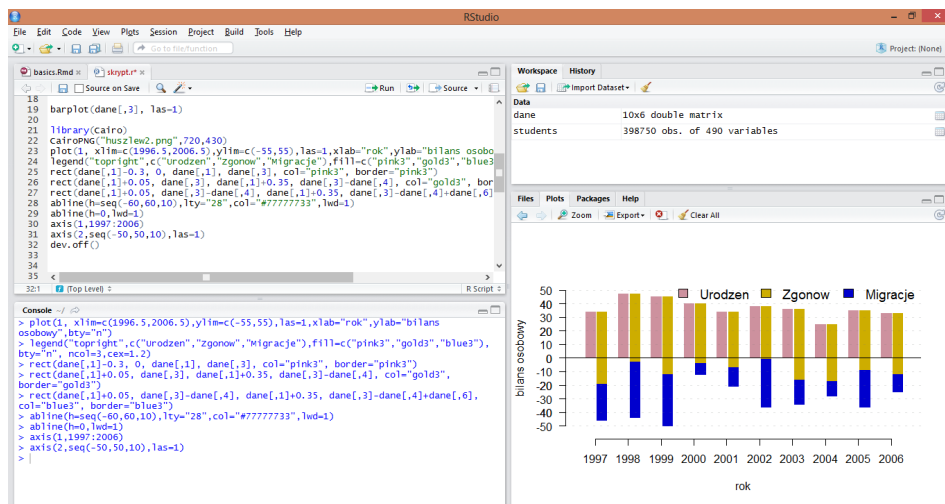 RStudio
File Edit Code View Plots Session Project Build Tools Help
Go to file/function
Project: (None)
basics.Rmd × skrypt.r* ×
Source on Save Run Source
18
19 barplot(dane[,3], las=1)
20
21 library(Cairo)
22 CairoPNG("huszlew2.png",720,430)
23 plot(1, xlim=c(1996.5,2006.5),ylim=c(-55,55),las=1,xlab="rok",ylab="bilans osobo
24 legend("topright",c("Urodzen","Zgonow","Migracje"),fill=c("pink3","gold3","blue3
25 rect(dane[,1]-0.3, 0, dane[,1], dane[,3], col="pink3", border="pink3")
26 rect(dane[,1]+0.05, dane[,3], dane[,1]+0.35, dane[,3]-dane[,4], col="gold3", bor
27 rect(dane[,1]+0.05, dane[,3]-dane[,4], dane[,1]+0.35, dane[,3]-dane[,4]+dane[,6]
28 abline(h=seq(-60,60,10),lty="28",col="#77777733",lwd=1)
29 abline(h=0,lwd=1)
30 axis(1,1997:2006)
31 axis(2,seq(-50,50,10),las=1)
32 dev.off()
33
34
35
32:1 (Top Level) R Script
Console ~/
> plot(1, xlim=c(1996.5,2006.5),ylim=c(-55,55),las=1,xlab="rok",ylab="bilans
osobowy",bty="n")
> legend("topright",c("Urodzen","Zgonow","Migracje"),fill=c("pink3","gold3","blue3"),
bty="n", ncol=3,cex=1.2)
> rect(dane[,1]-0.3, 0, dane[,1], dane[,3], col="pink3", border="pink3")
> rect(dane[,1]+0.05, dane[,3], dane[,1]+0.35, dane[,3]-dane[,4], col="gold3",
border="gold3")
> rect(dane[,1]+0.05, dane[,3]-dane[,4], dane[,1]+0.35, dane[,3]-dane[,4]+dane[,6],
col="blue3", border="blue3")
> abline(h=seq(-60,60,10),lty="28",col="#77777733",lwd=1)
> abline(h=0,lwd=1)
> axis(1,1997:2006)
> axis(2,seq(-50,50,10),las=1)
>
Workspace History
Import Dataset
Data
dane 10x6 double matrix
students 398750 obs. of 490 variables
Files Plots Packages Help
Zoom Export Clear All
Urodzen Zgonow Migracje
50
40
30
20
10
0
-10
-20
-30
-40
-50
bilans osobowy
1997 1998 1999 2000 2001 2002 2003 2004 2005 2006
rok